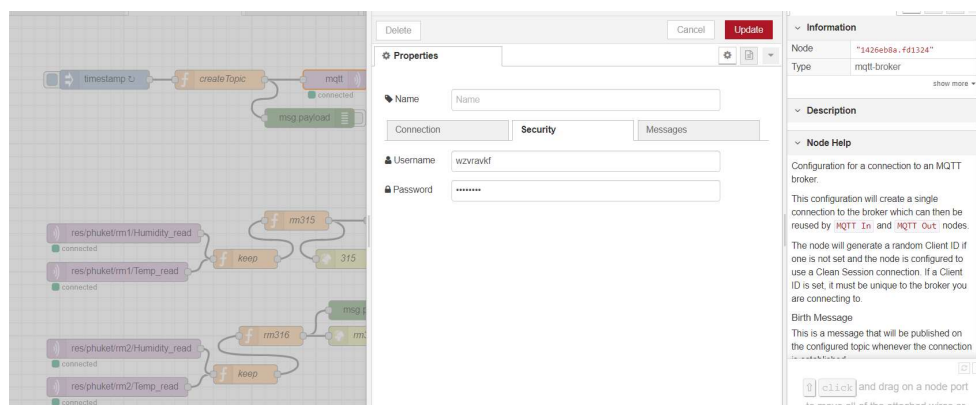 timestamp ↻
createTopic
mqtt
connected
msg.payload
res/phuket/rm1/Humidity_read
connected
res/phuket/rm1/Temp_read
connected
keep
rm315
315
res/phuket/rm2/Humidity_read
connected
res/phuket/rm2/Temp_read
connected
keep
rm316
Delete
Cancel
Update
Properties
Name
Name
Connection
Security
Messages
Username
wzvravkf
Password
••••••••
Information
Node
"1426eb8a.fd1324"
Type
mqtt-broker
show more
Description
Node Help
Configuration for a connection to an MQTT
broker.
This configuration will create a single
connection to the broker which can then be
reused by MQTT In and MQTT Out nodes.
The node will generate a random Client ID if
one is not set and the node is configured to
use a Clean Session connection. If a Client
ID is set, it must be unique to the broker you
are connecting to.
Birth Message
This is a message that will be published on
the configured topic whenever the connection
click and drag on a node port